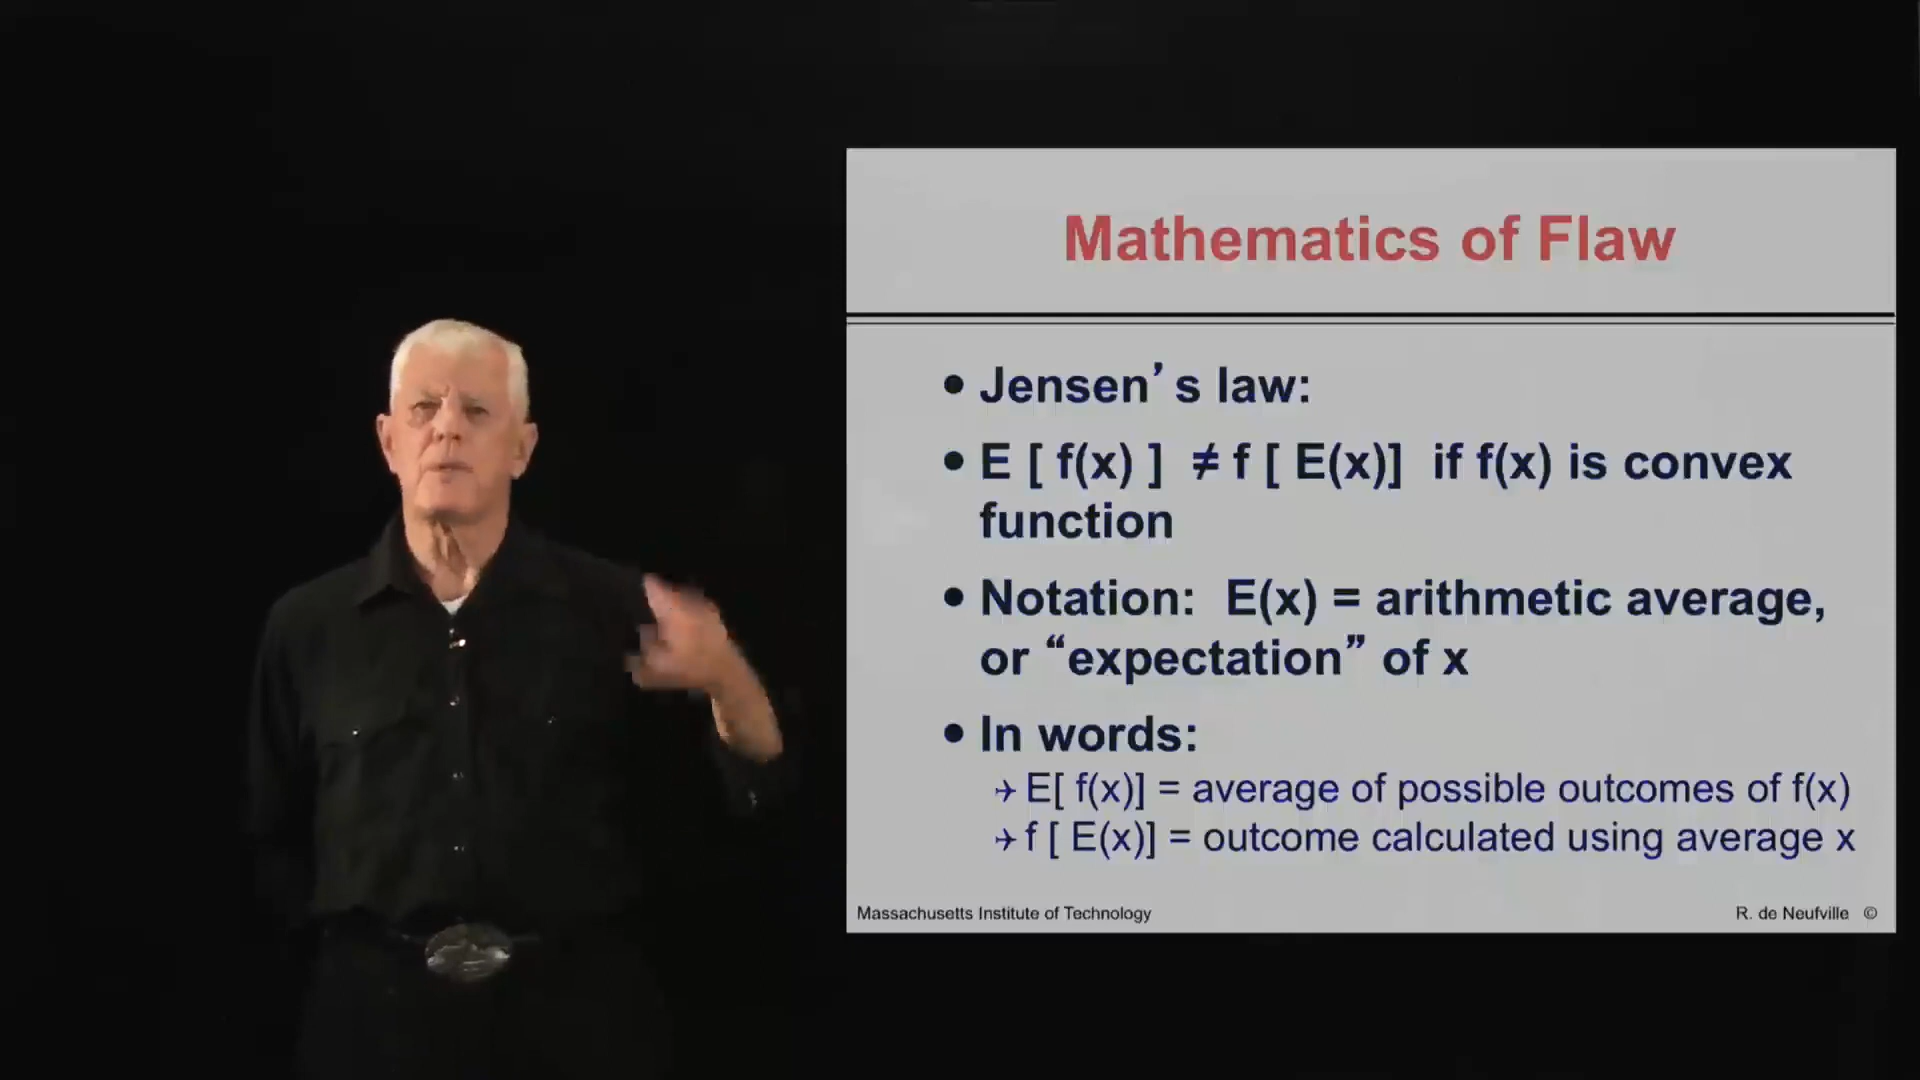 Mathematics of Flaw
• Jensen’s law:
• E [ f(x) ] ≠ f [ E(x)] if f(x) is convex
function
• Notation: E(x) = arithmetic average,
or “expectation” of x
• In words:
✈ E[ f(x)] = average of possible outcomes of f(x)
✈ f [ E(x)] = outcome calculated using average x
Massachusetts Institute of Technology R. de Neufville ©